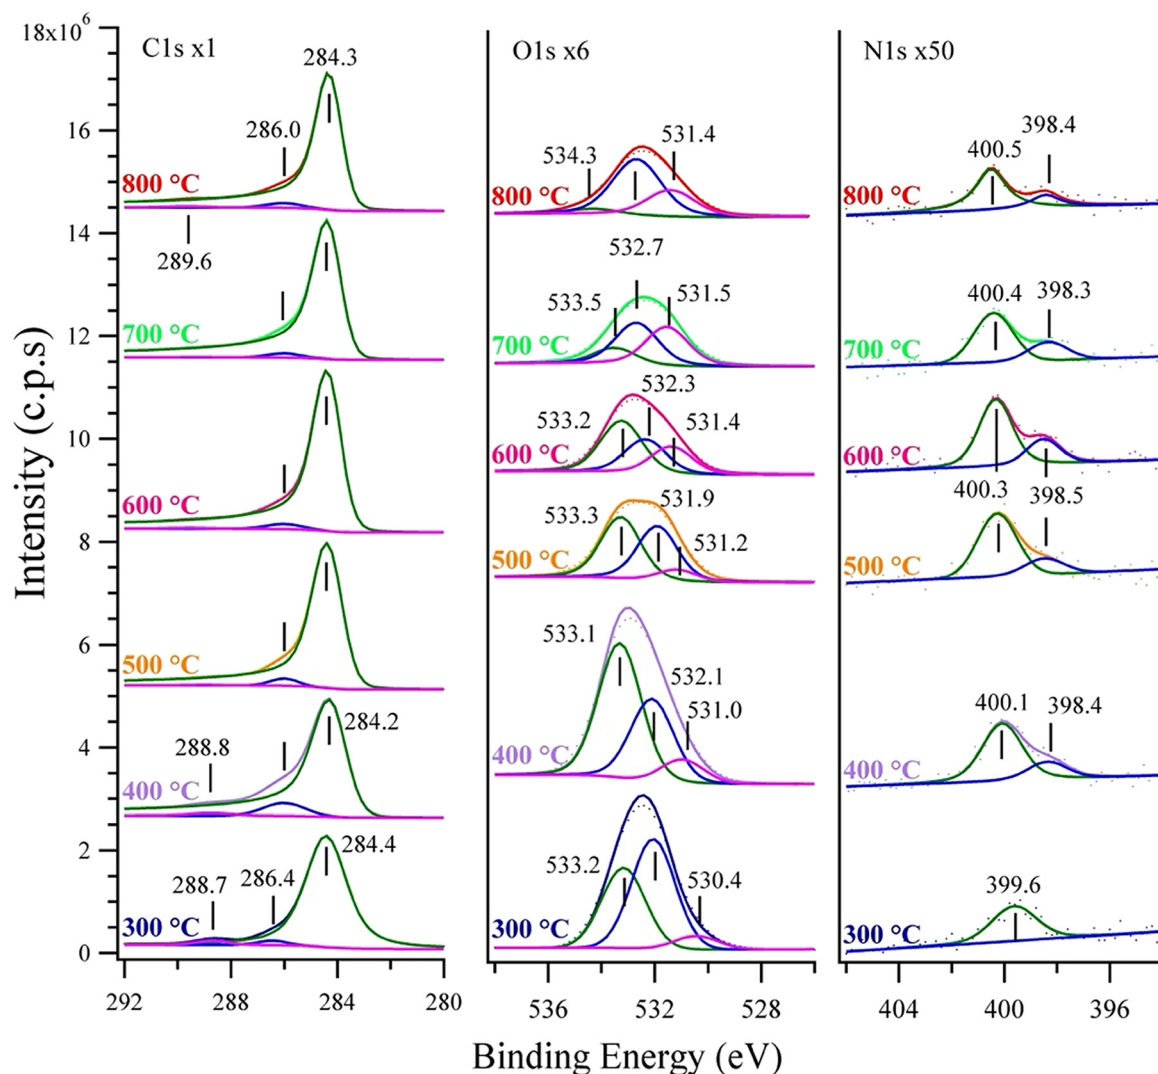 18x10⁶
16
14
12
10
8
6
4
2
0
Intensity (c.p.s)
C1s x1
284.3
286.0
800 °C
289.6
700 °C
600 °C
500 °C
284.2
288.8
400 °C
284.4
286.4
288.7
300 °C
292
288
284
280
O1s x6
531.4
534.3
800 °C
532.7
533.5
531.5
700 °C
532.3
533.2
531.4
600 °C
531.9
533.3
531.2
500 °C
533.1
532.1
531.0
400 °C
533.2
530.4
300 °C
536
532
528
N1s x50
398.4
400.5
800 °C
400.4
398.3
700 °C
600 °C
400.3
398.5
500 °C
400.1
398.4
400 °C
399.6
300 °C
404
400
396
Binding Energy (eV)